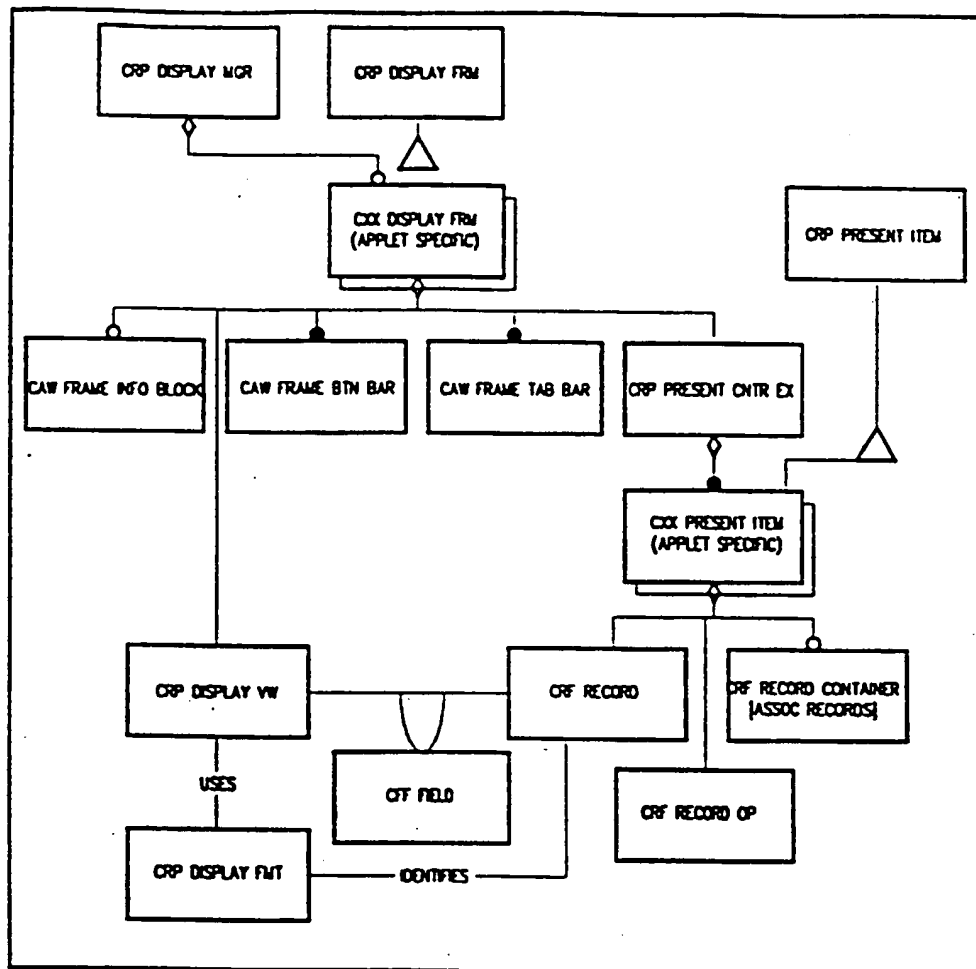 CRP DISPLAY MGR
CRP DISPLAY FRM
CXX DISPLAY FRM
(APPLET SPECIFIC)
CRP PRESENT ITEM
CAW FRAME INFO BLOCK
CAW FRAME BTN BAR
CAW FRAME TAB BAR
CRP PRESENT CNTR EX
CXX PRESENT ITEM
(APPLET SPECIFIC)
CRP DISPLAY VW
CRF RECORD
CRF RECORD CONTAINER
|ASSOC RECORDS|
USES
CFF FIELD
CRF RECORD OP
CRP DISPLAY FMT
IDENTIFIES